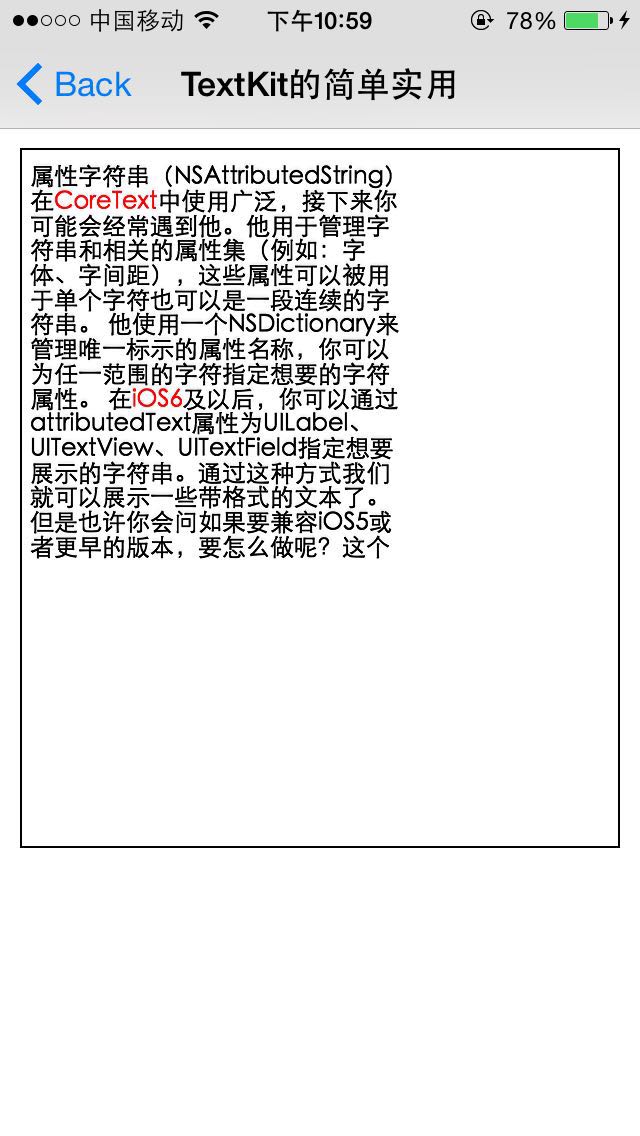 中国移动 下午10:59 78%
Back TextKit的简单实用
属性字符串（NSAttributedString）
在CoreText中使用广泛，接下来你
可能会经常遇到他。他用于管理字
符串和相关的属性集（例如：字
体、字间距），这些属性可以被用
于单个字符也可以是一段连续的字
符串。 他使用一个NSDictionary来
管理唯一标示的属性名称，你可以
为任一范围的字符指定想要的字符
属性。 在iOS6及以后，你可以通过
attributedText属性为UILabel、
UITextView、UITextField指定想要
展示的字符串。通过这种方式我们
就可以展示一些带格式的文本了。
但是也许你会问如果要兼容iOS5或
者更早的版本，要怎么做呢？这个